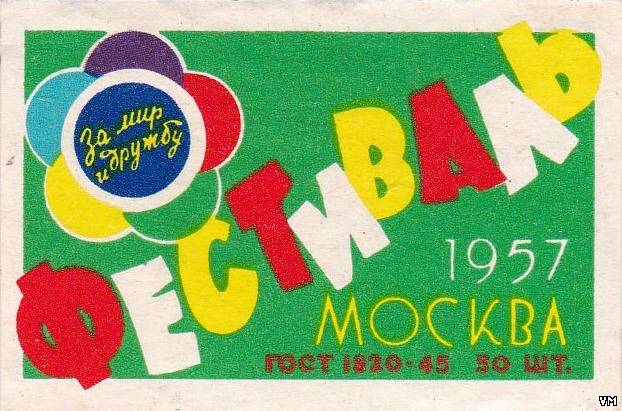 за мир
и дружбу
ФЕСТИВАЛЬ
1957
МОСКВА
ГОСТ 1820-45 50 ШТ.
VM